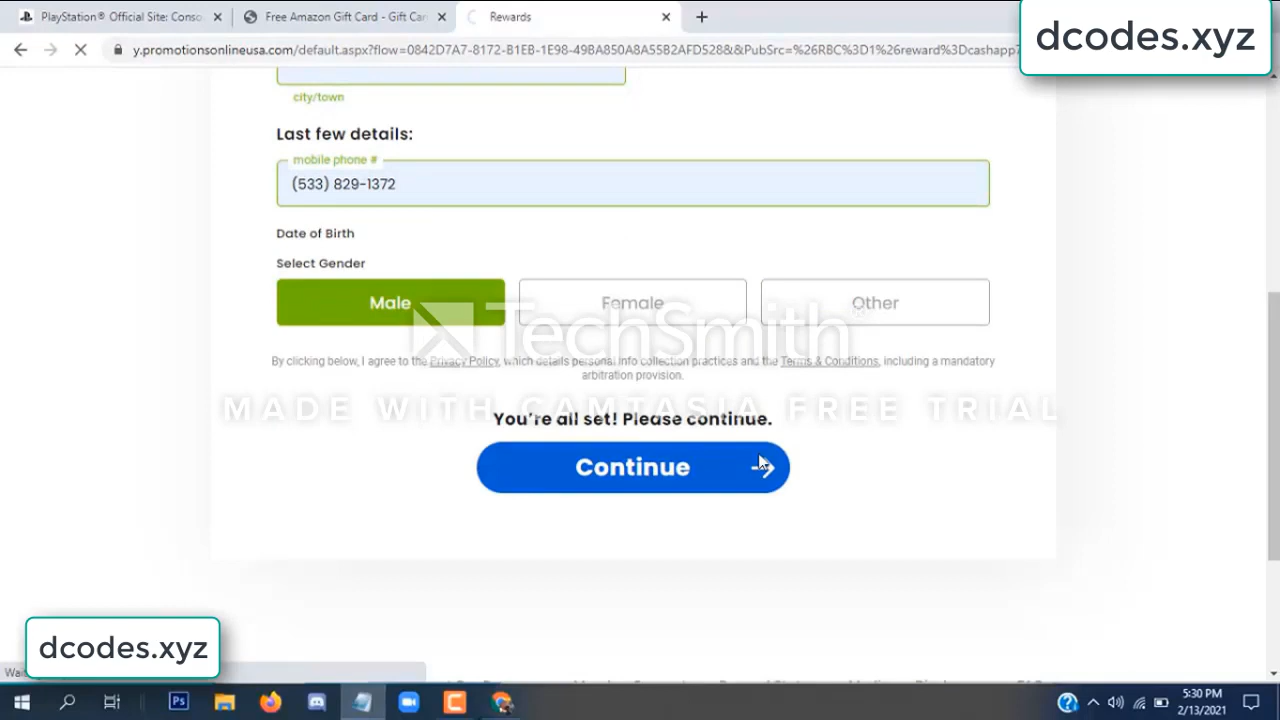 PlayStation® Official Site: Conso
Free Amazon Gift Card - Gift Car
Rewards
y.promotionsonlineusa.com/default.aspx?flow=0842D7A7-8172-B1EB-1E98-49BA850A8A55B2AFD528&&PubSrc=%26RBC%3D1%26reward%3Dcashapp7
dcodes.xyz
city/town
Last few details:
mobile phone #
(533) 829-1372
Date of Birth
Select Gender
Male
Female
Other
TechSmith
By clicking below, I agree to the Privacy Policy, which details personal info collection practices and the Terms & Conditions, including a mandatory
arbitration provision.
MADE WITH CAMTASIA FREE TRIAL
You're all set! Please continue.
Continue
dcodes.xyz
Ps
5:30 PM
2/13/2021